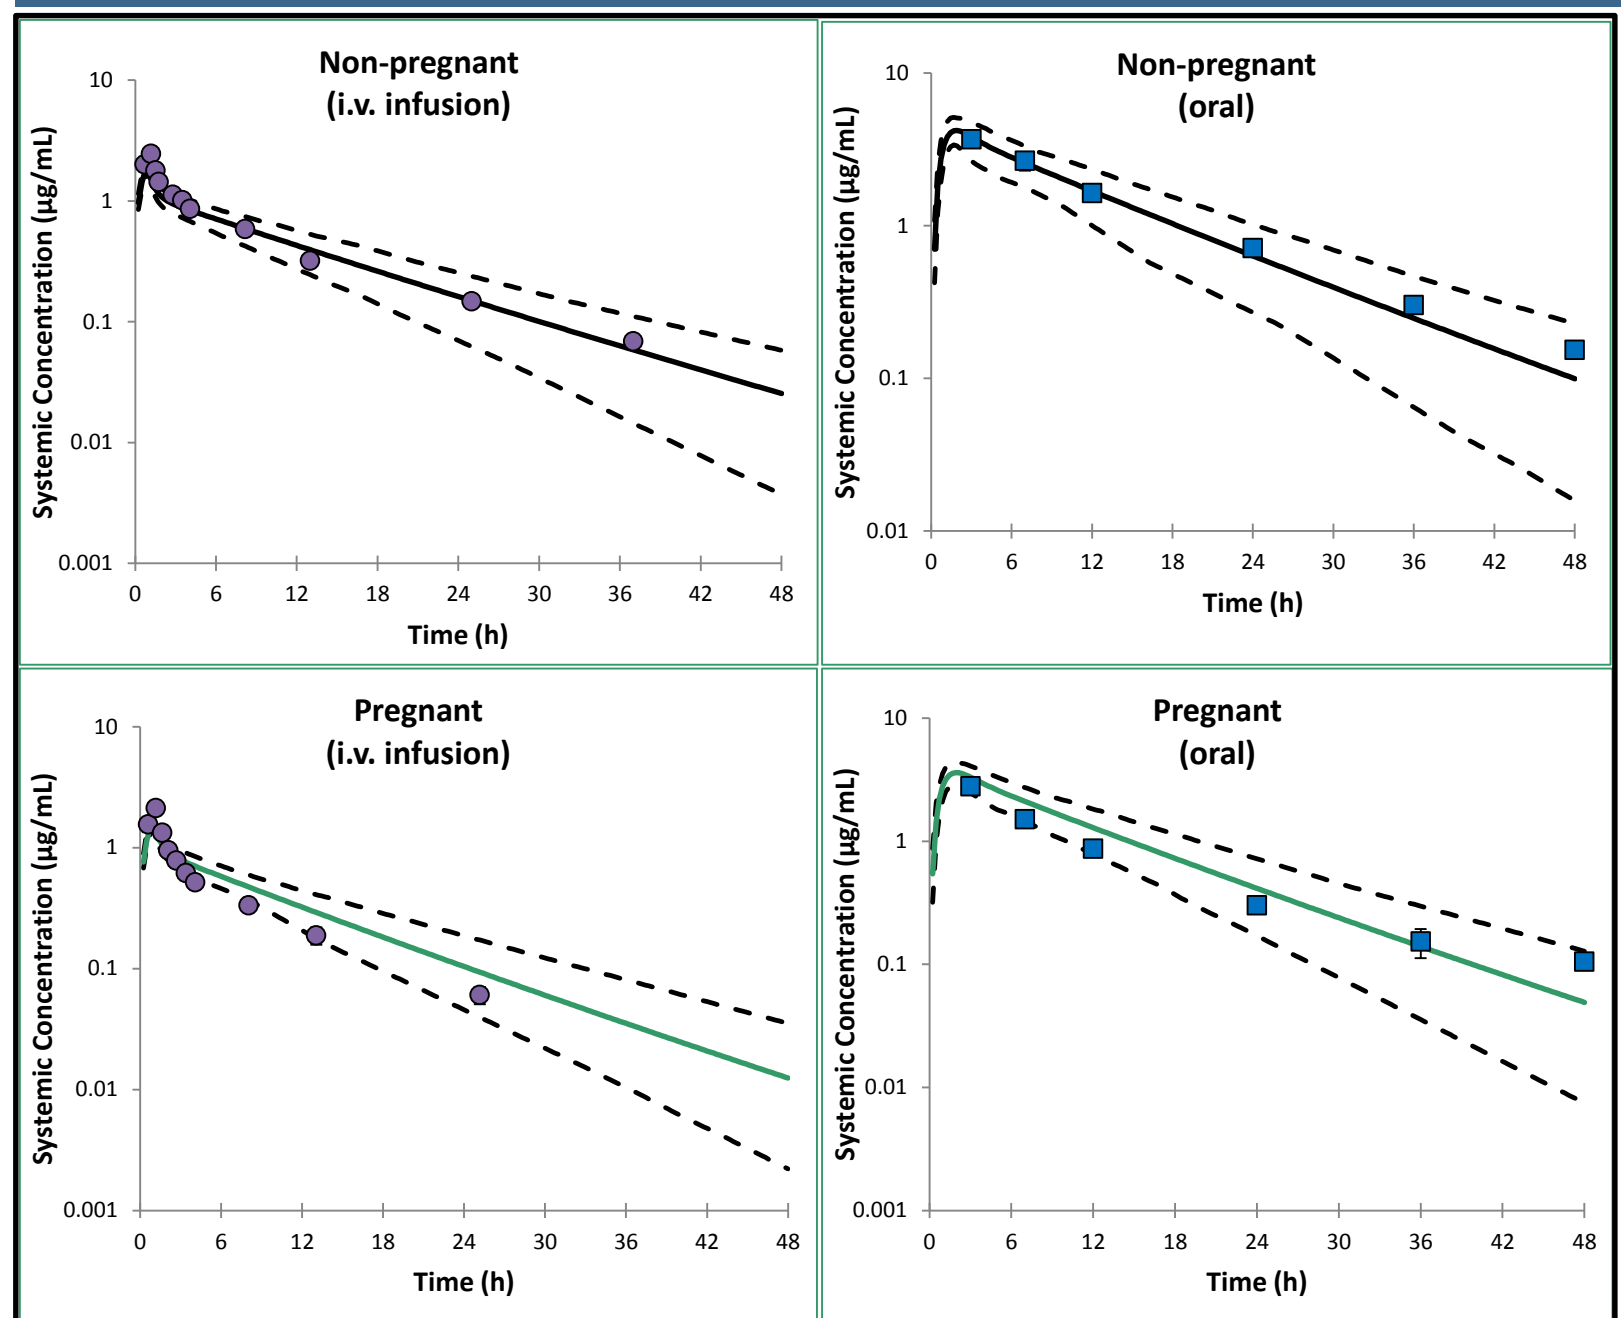 Non-pregnant
(i.v. infusion)
Systemic Concentration (µg/mL)
10
1
0.1
0.01
0.001
0 6 12 18 24 30 36 42 48
Time (h)
Non-pregnant
(oral)
Systemic Concentration (µg/mL)
10
1
0.1
0.01
0 6 12 18 24 30 36 42 48
Time (h)
Pregnant
(i.v. infusion)
Systemic Concentration (µg/mL)
10
1
0.1
0.01
0.001
0 6 12 18 24 30 36 42 48
Time (h)
Pregnant
(oral)
Systemic Concentration (µg/mL)
10
1
0.1
0.01
0.001
0 6 12 18 24 30 36 42 48
Time (h)